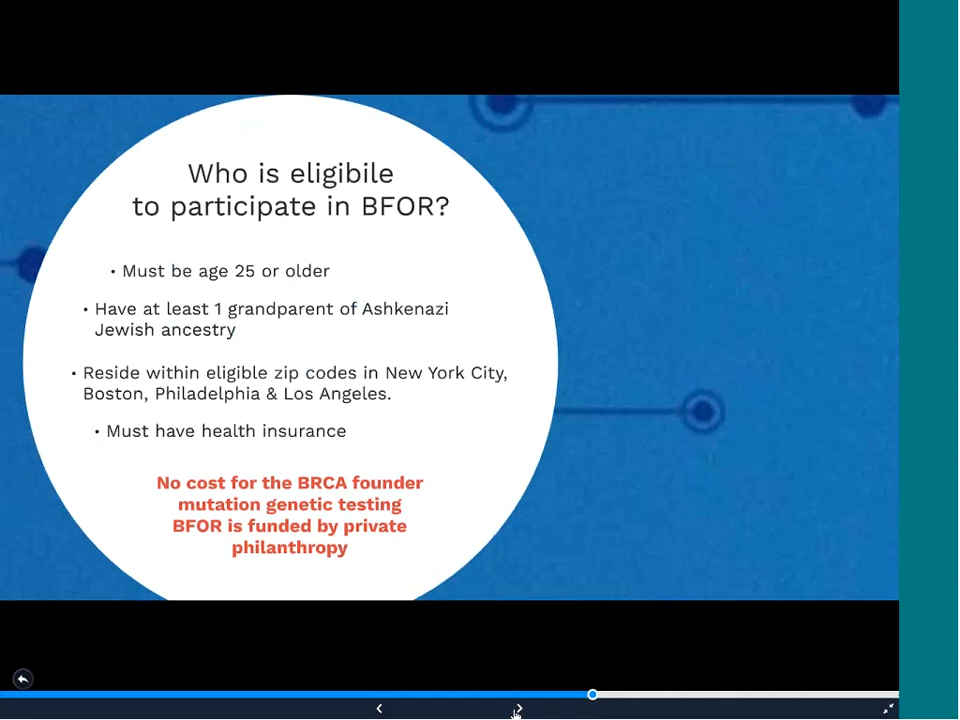 Who is eligibile
to participate in BFOR?
• Must be age 25 or older
• Have at least 1 grandparent of Ashkenazi
Jewish ancestry
• Reside within eligible zip codes in New York City,
Boston, Philadelphia & Los Angeles.
• Must have health insurance
No cost for the BRCA founder
mutation genetic testing
BFOR is funded by private
philanthropy